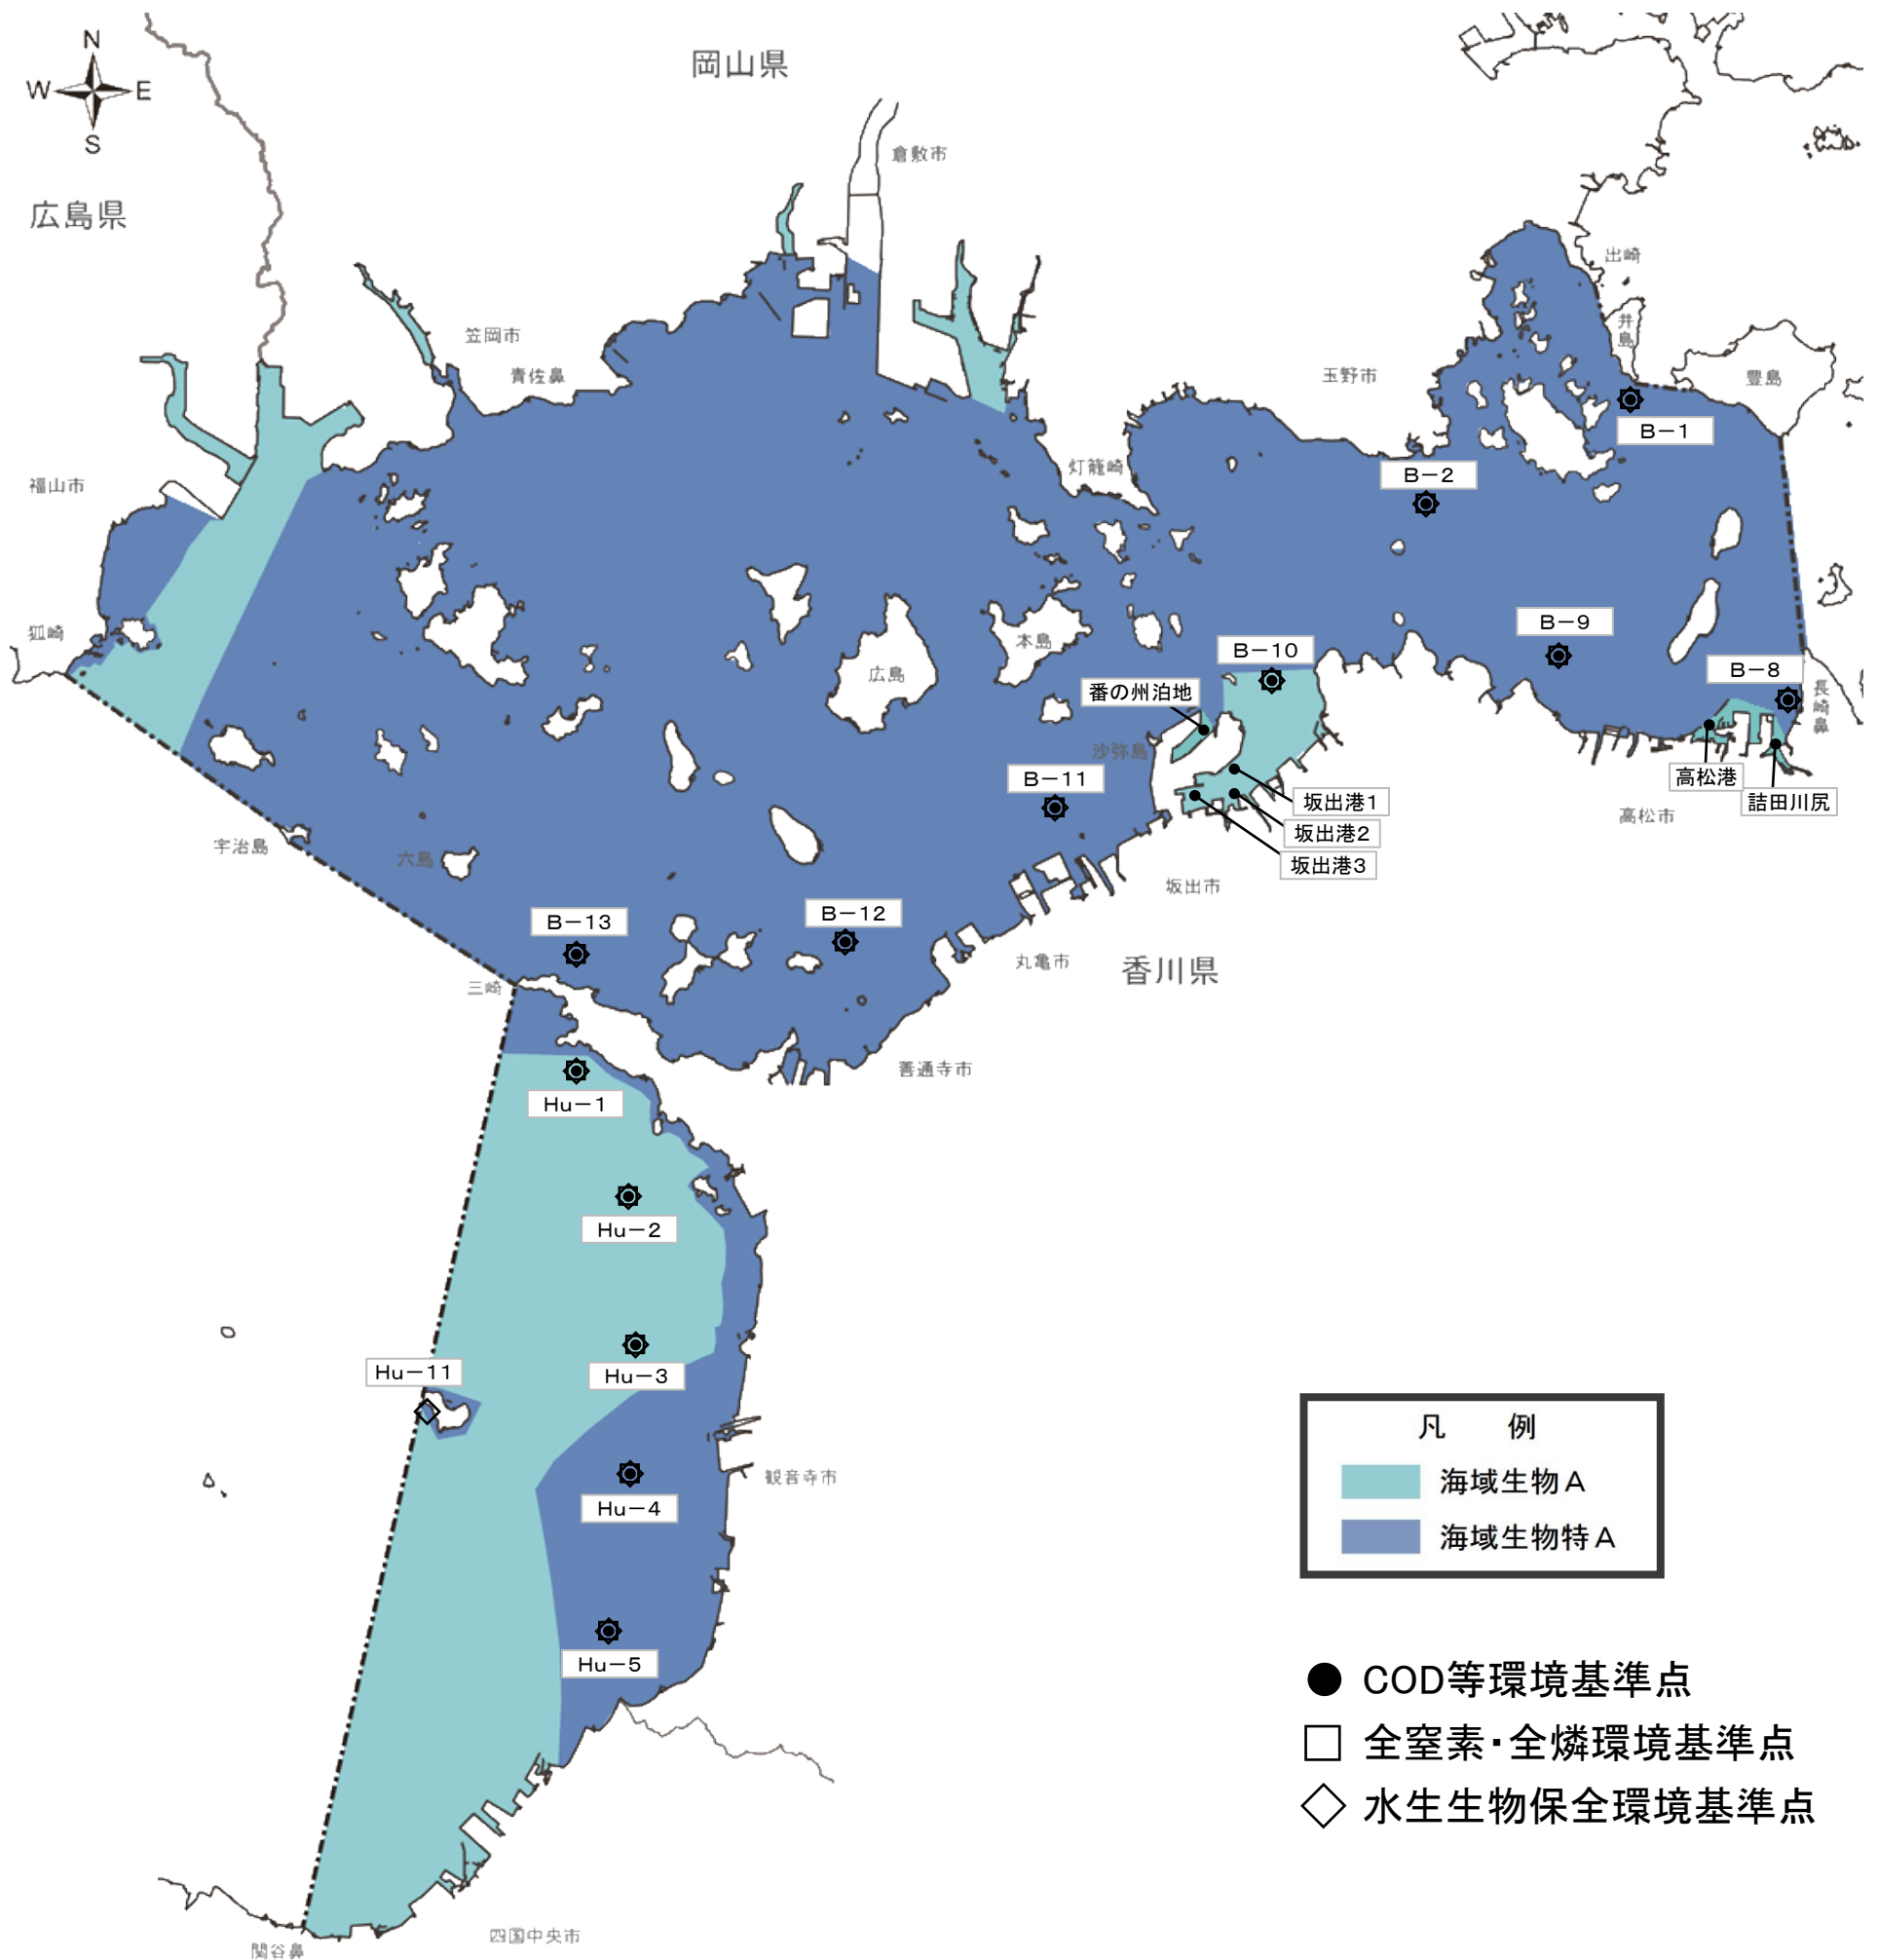 N
W
E
S
岡山県
倉敷市
広島県
出崎
井島
笠岡市
青佐鼻
玉野市
豊島
B－1
灯籠崎
B－2
福山市
B－9
狐崎
本島
B－10
広島
B－8
番の州泊地
長崎鼻
沙弥島
B－11
高松港
坂出港1
詰田川尻
高松市
坂出港2
宇治島
六島
坂出港3
坂出市
B－12
B－13
丸亀市
香川県
三崎
善通寺市
Hu－1
Hu－2
Hu－11
Hu－3
凡　例
観音寺市
海域生物A
Hu－4
海域生物特A
Hu－5
● COD等環境基準点
□ 全窒素・全燐環境基準点
◇ 水生生物保全環境基準点
四国中央市
関谷鼻